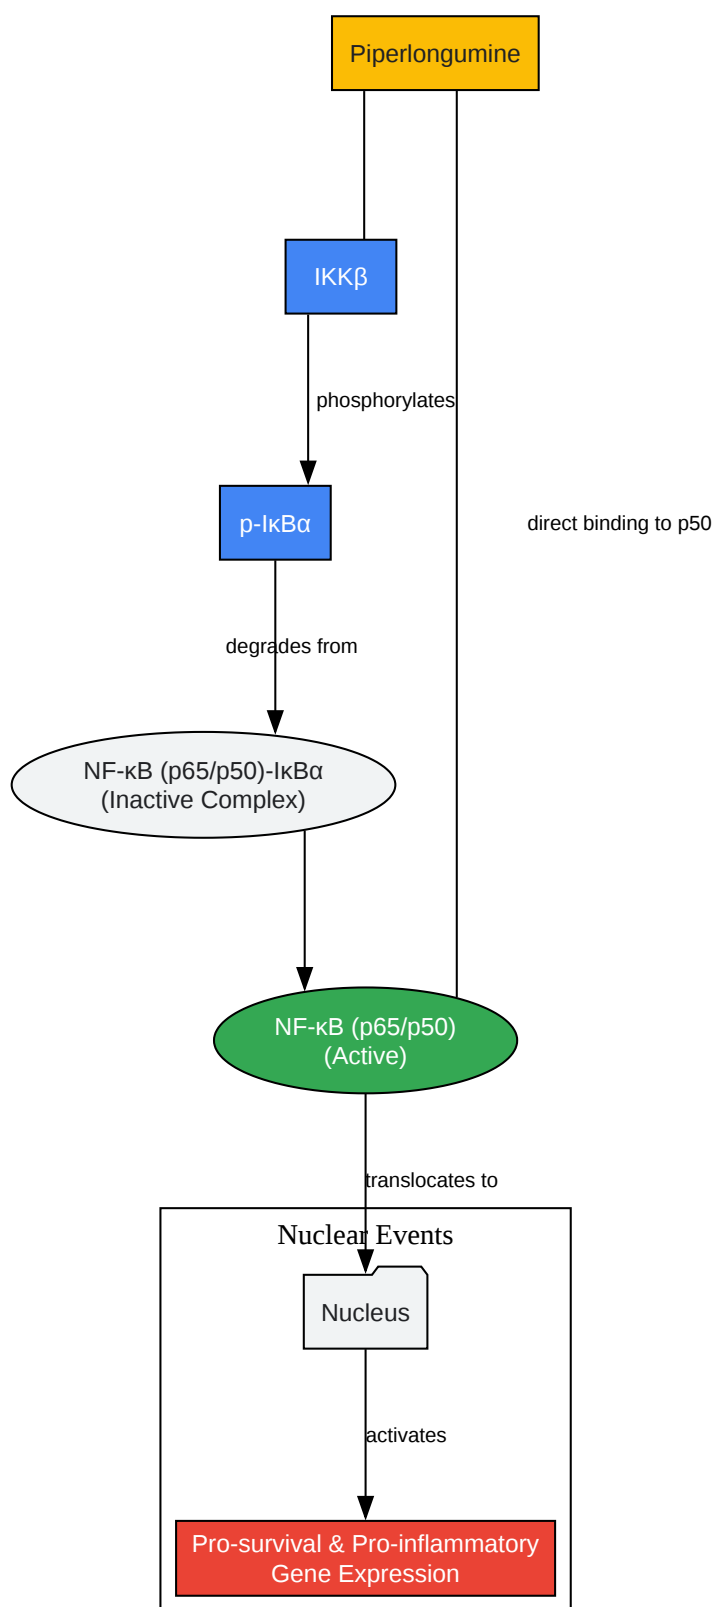 Piperlongumine
IKKβ
phosphorylates
p-IκBα
direct binding to p50
degrades from
NF-κB (p65/p50)-IκBα
(Inactive Complex)
NF-κB (p65/p50)
(Active)
translocates to
Nuclear Events
Nucleus
activates
Pro-survival & Pro-inflammatory
Gene Expression